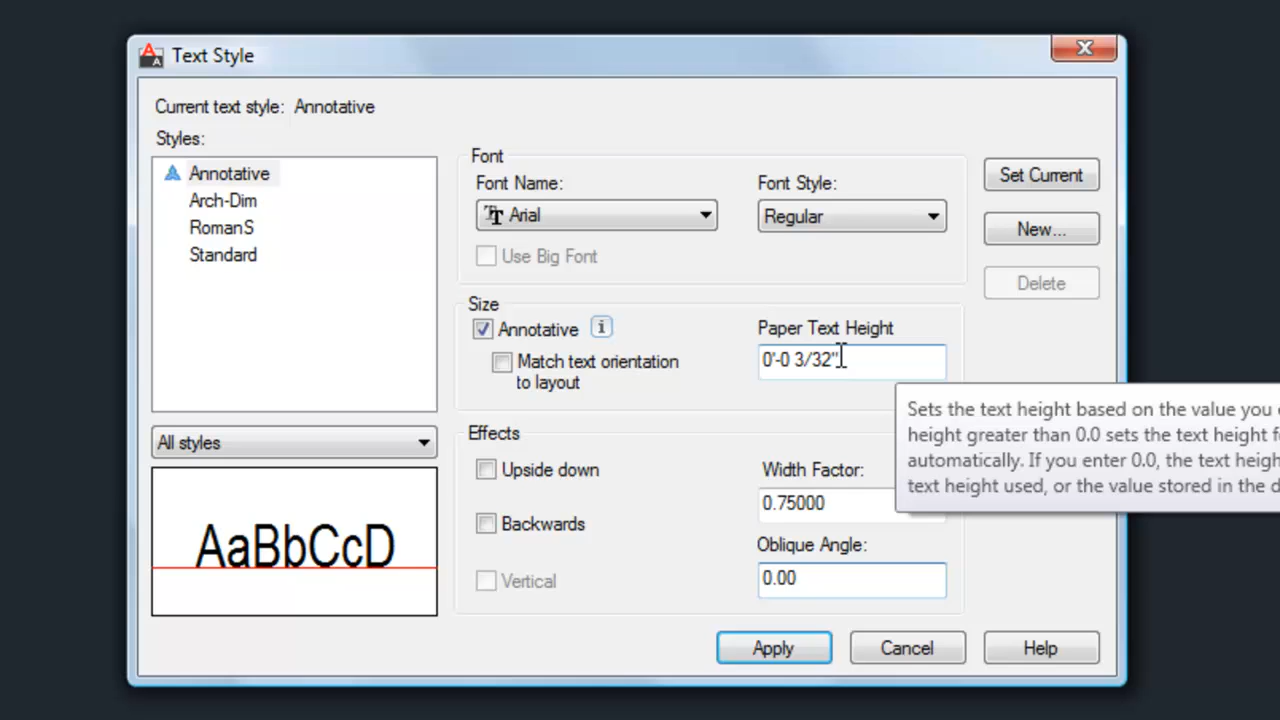 Text Style
Current text style: Annotative
Styles:
Annotative
Arch-Dim
RomanS
Standard
All styles
AaBbCcD
Font
Font Name:
Arial
Use Big Font
Font Style:
Regular
Size
Annotative
Match text orientation
to layout
Paper Text Height
0'-0 3/32"
Sets the text height based on the value you
height greater than 0.0 sets the text height
automatically. If you enter 0.0, the text
text height used, or the value stored in the
Effects
Upside down
Backwards
Vertical
Width Factor:
0.75000
Oblique Angle:
0.00
Set Current
New...
Delete
Apply
Cancel
Help